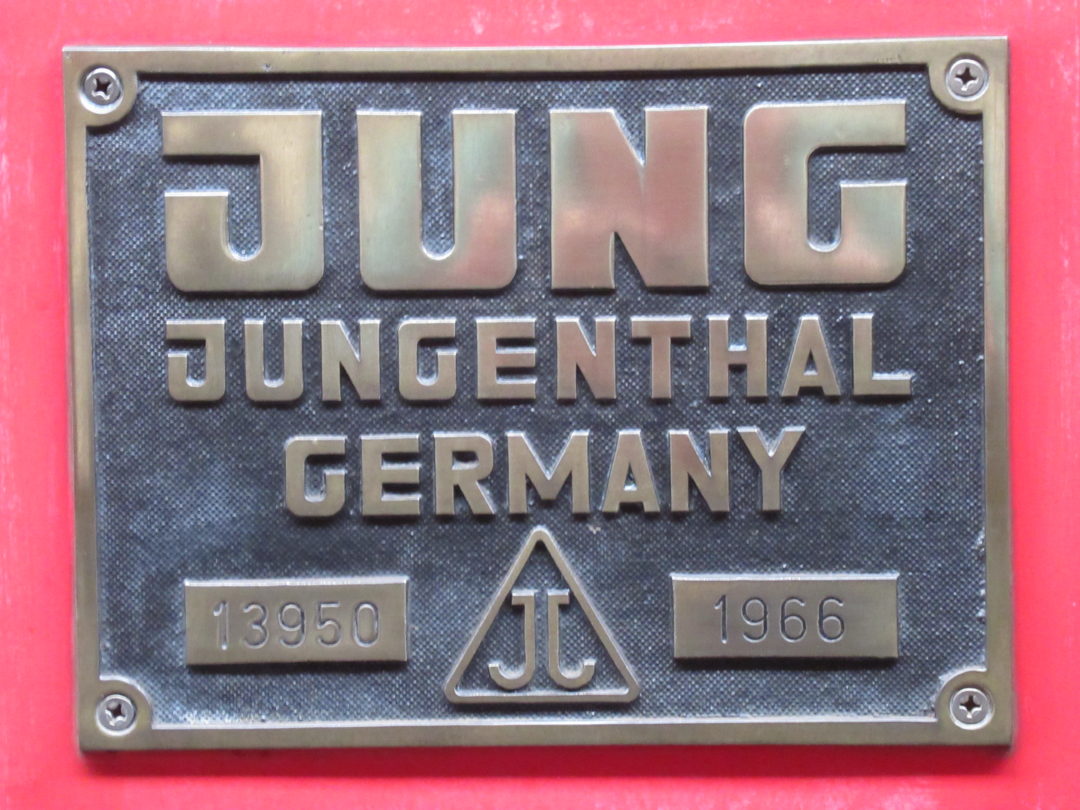 JUNG
JUNGENTHAL
GERMANY
13950 1966
JJ